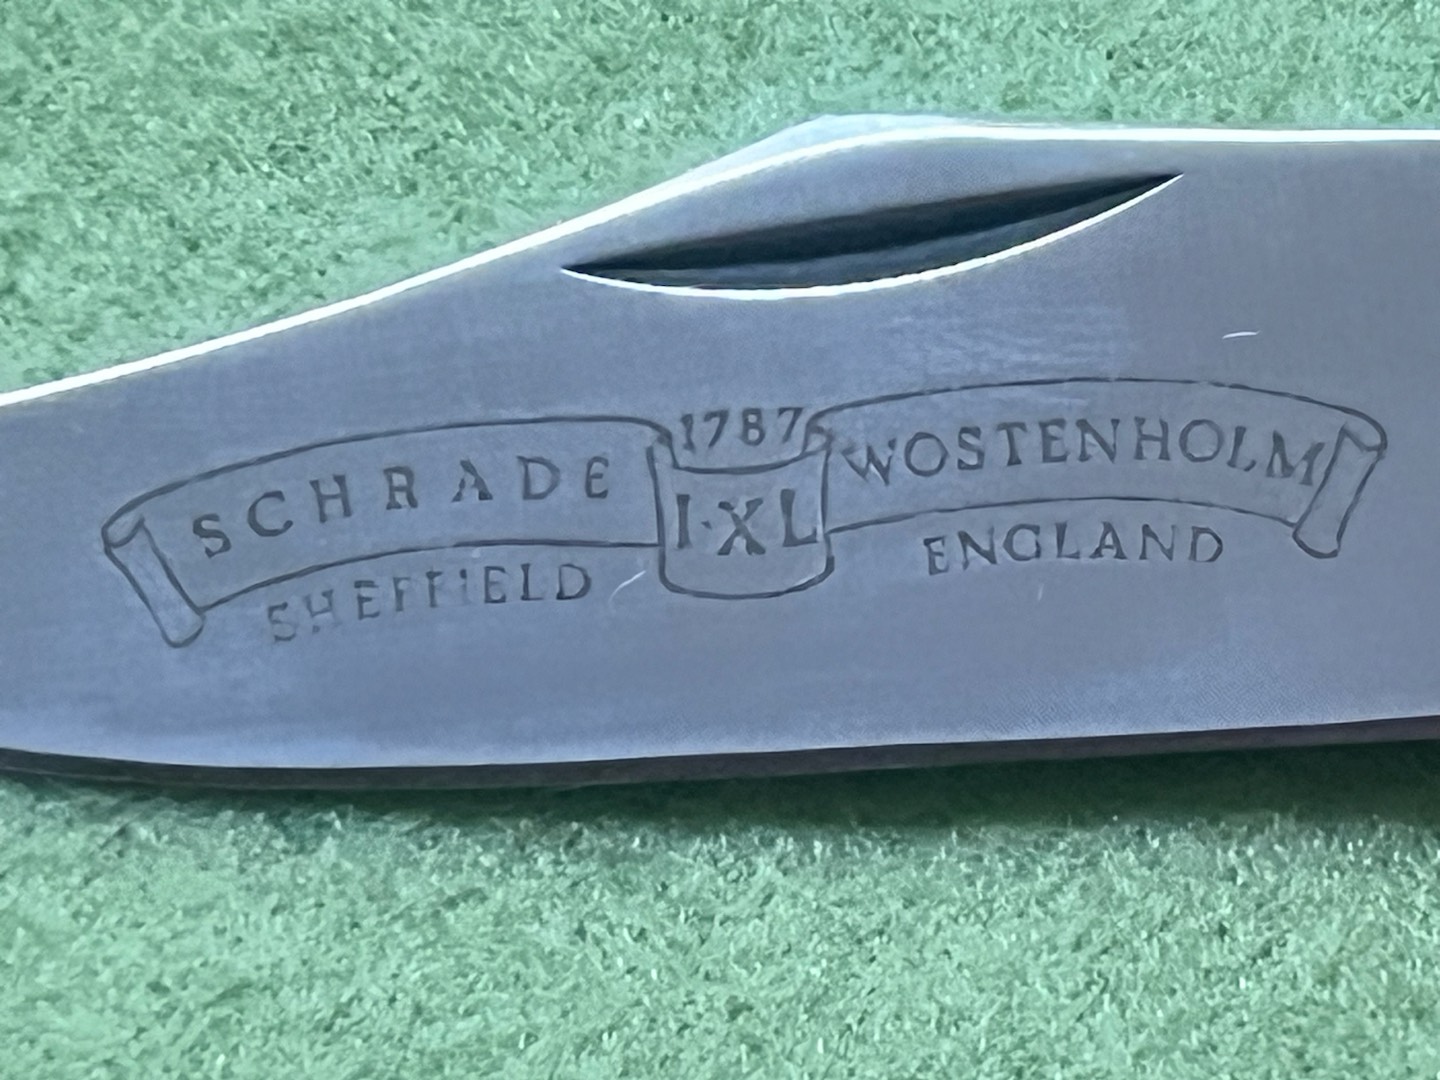 1787
SCHRADE I·XL WOSTENHOLM
SHEFFIELD ENGLAND